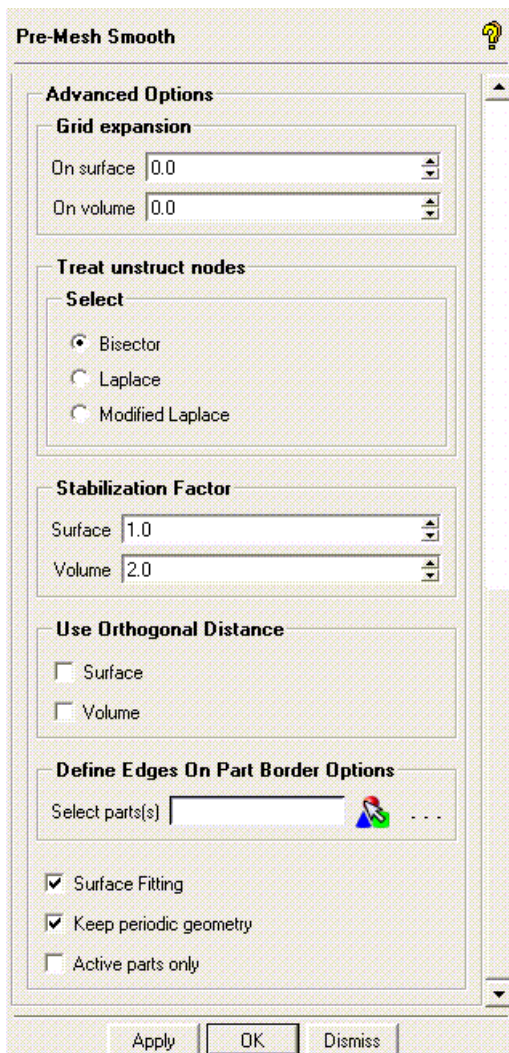 Pre-Mesh Smooth
Advanced Options
Grid expansion
On surface 0.0
On volume 0.0
Treat unstruct nodes
Select
Bisector
Laplace
Modified Laplace
Stabilization Factor
Surface 1.0
Volume 2.0
Use Orthogonal Distance
Surface
Volume
Define Edges On Part Border Options
Select parts(s) ...
Surface Fitting
Keep periodic geometry
Active parts only
Apply OK Dismiss